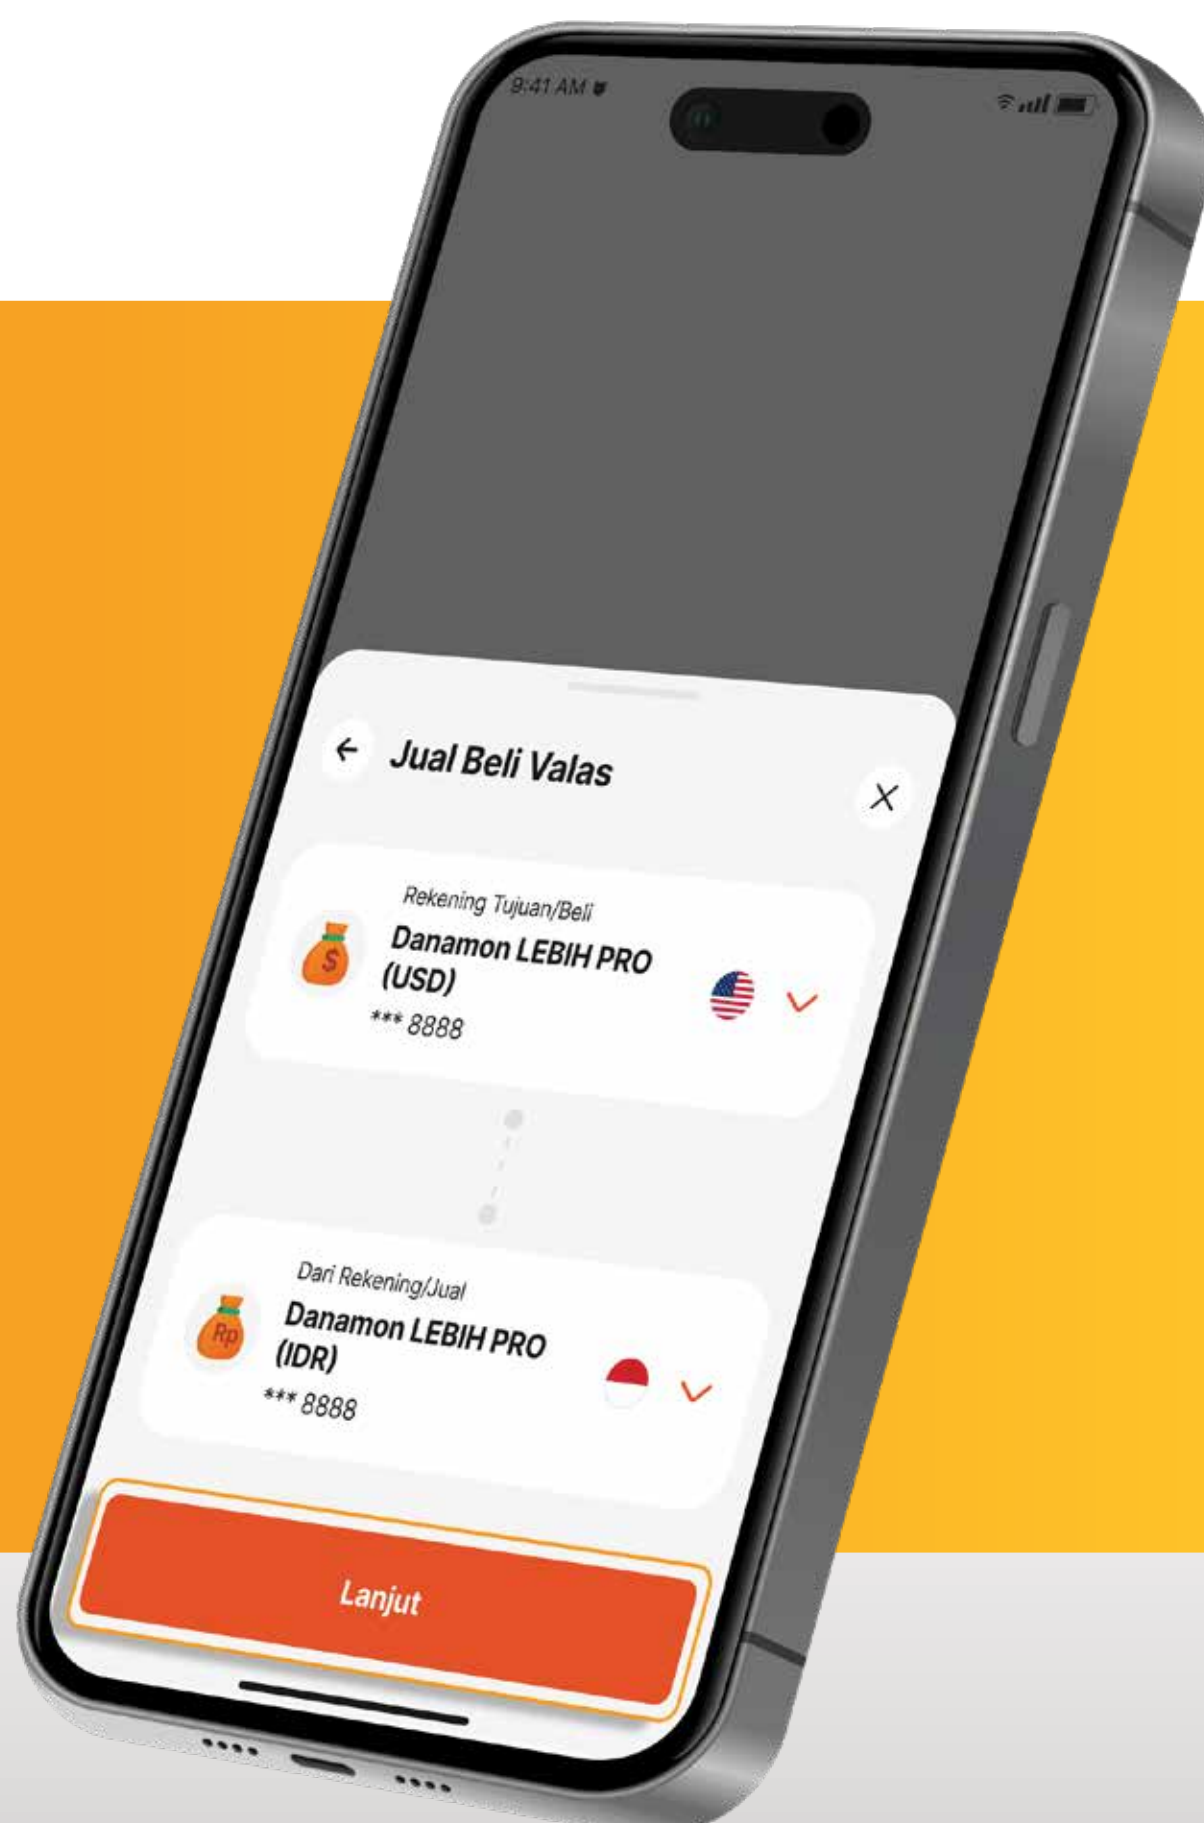 9:41 AM
Jual Beli Valas
Rekening Tujuan/Beli
Danamon LEBIH PRO
(USD)
*** 8888
$
Dari Rekening/Jual
Danamon LEBIH PRO
(IDR)
*** 8888
Rp
Lanjut